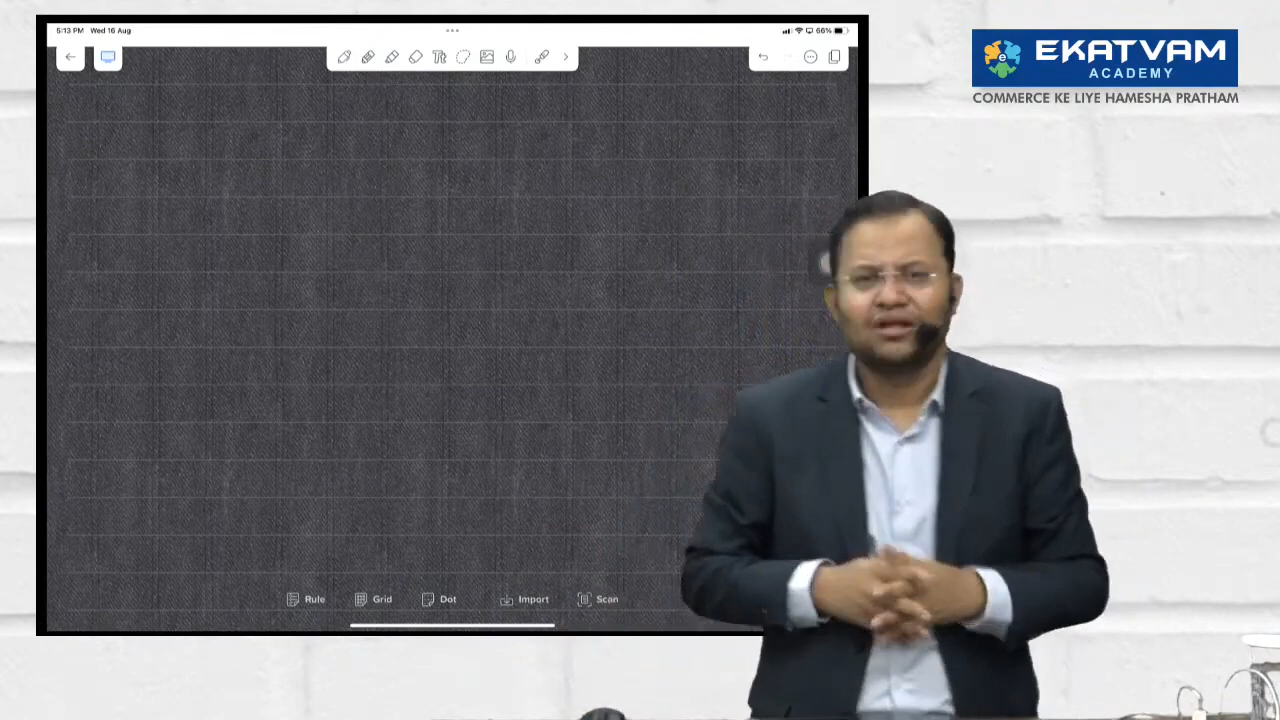 5:13 PM Wed 16 Aug
66%
EKATVAM
ACADEMY
COMMERCE KE LIYE HAMESHA PRATHAM
Tt
e
Rule Grid Dot Import Scan